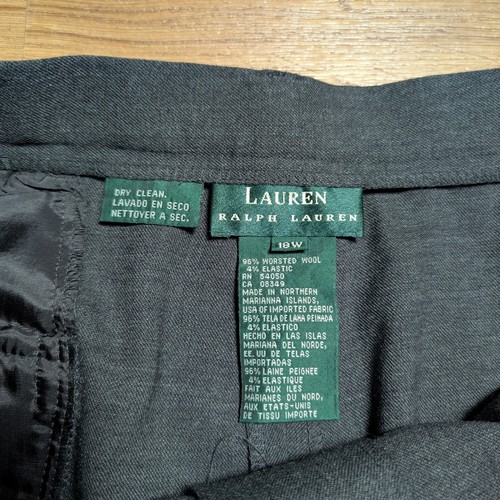 DRY CLEAN.
LAVADO EN SECO
NETTOYER A SEC.
LAUREN
RALPH LAUREN
18W
96% WORSTED WOOL
4% ELASTIC
RN 54050
CA 08349
MADE IN NORTHERN
MARIANNA ISLANDS,
USA OF IMPORTED FABRIC
96% TELA DE LANA PEINADA
4% ELASTICO
HECHO EN LAS ISLAS
MARIANA DEL NORDE,
EE.UU DE TELAS
IMPORTADAS
96% LAINE PEIGNEE
4% ELASTIQUE
FAIT AUX ILES
MARIANES DU NORD,
AUX ETATS-UNIS
DE TISSU IMPORTE